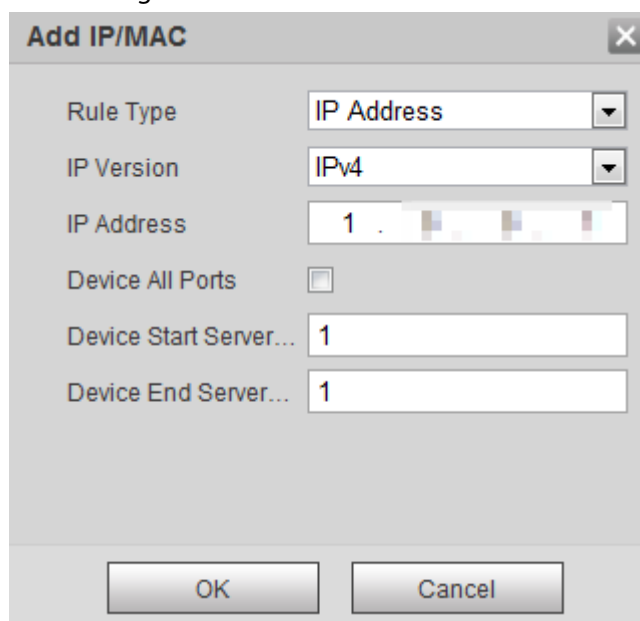 Add IP/MAC
Rule Type IP Address
IP Version IPv4
IP Address 1 .
Device All Ports
Device Start Server... 1
Device End Server... 1
OK Cancel